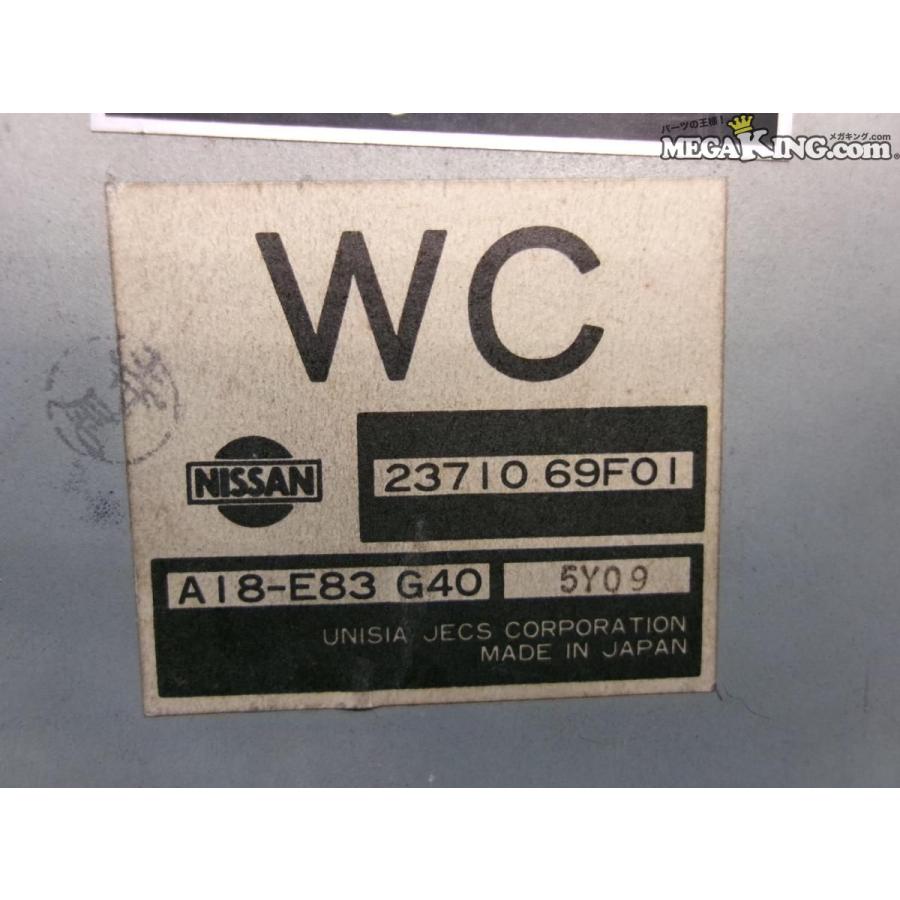 パーツの王様!
メガキング.com
MEGAKING.com
WC
NISSAN
23710 69F01
A18-E83 G40
5Y09
UNISIA JECS CORPORATION
MADE IN JAPAN